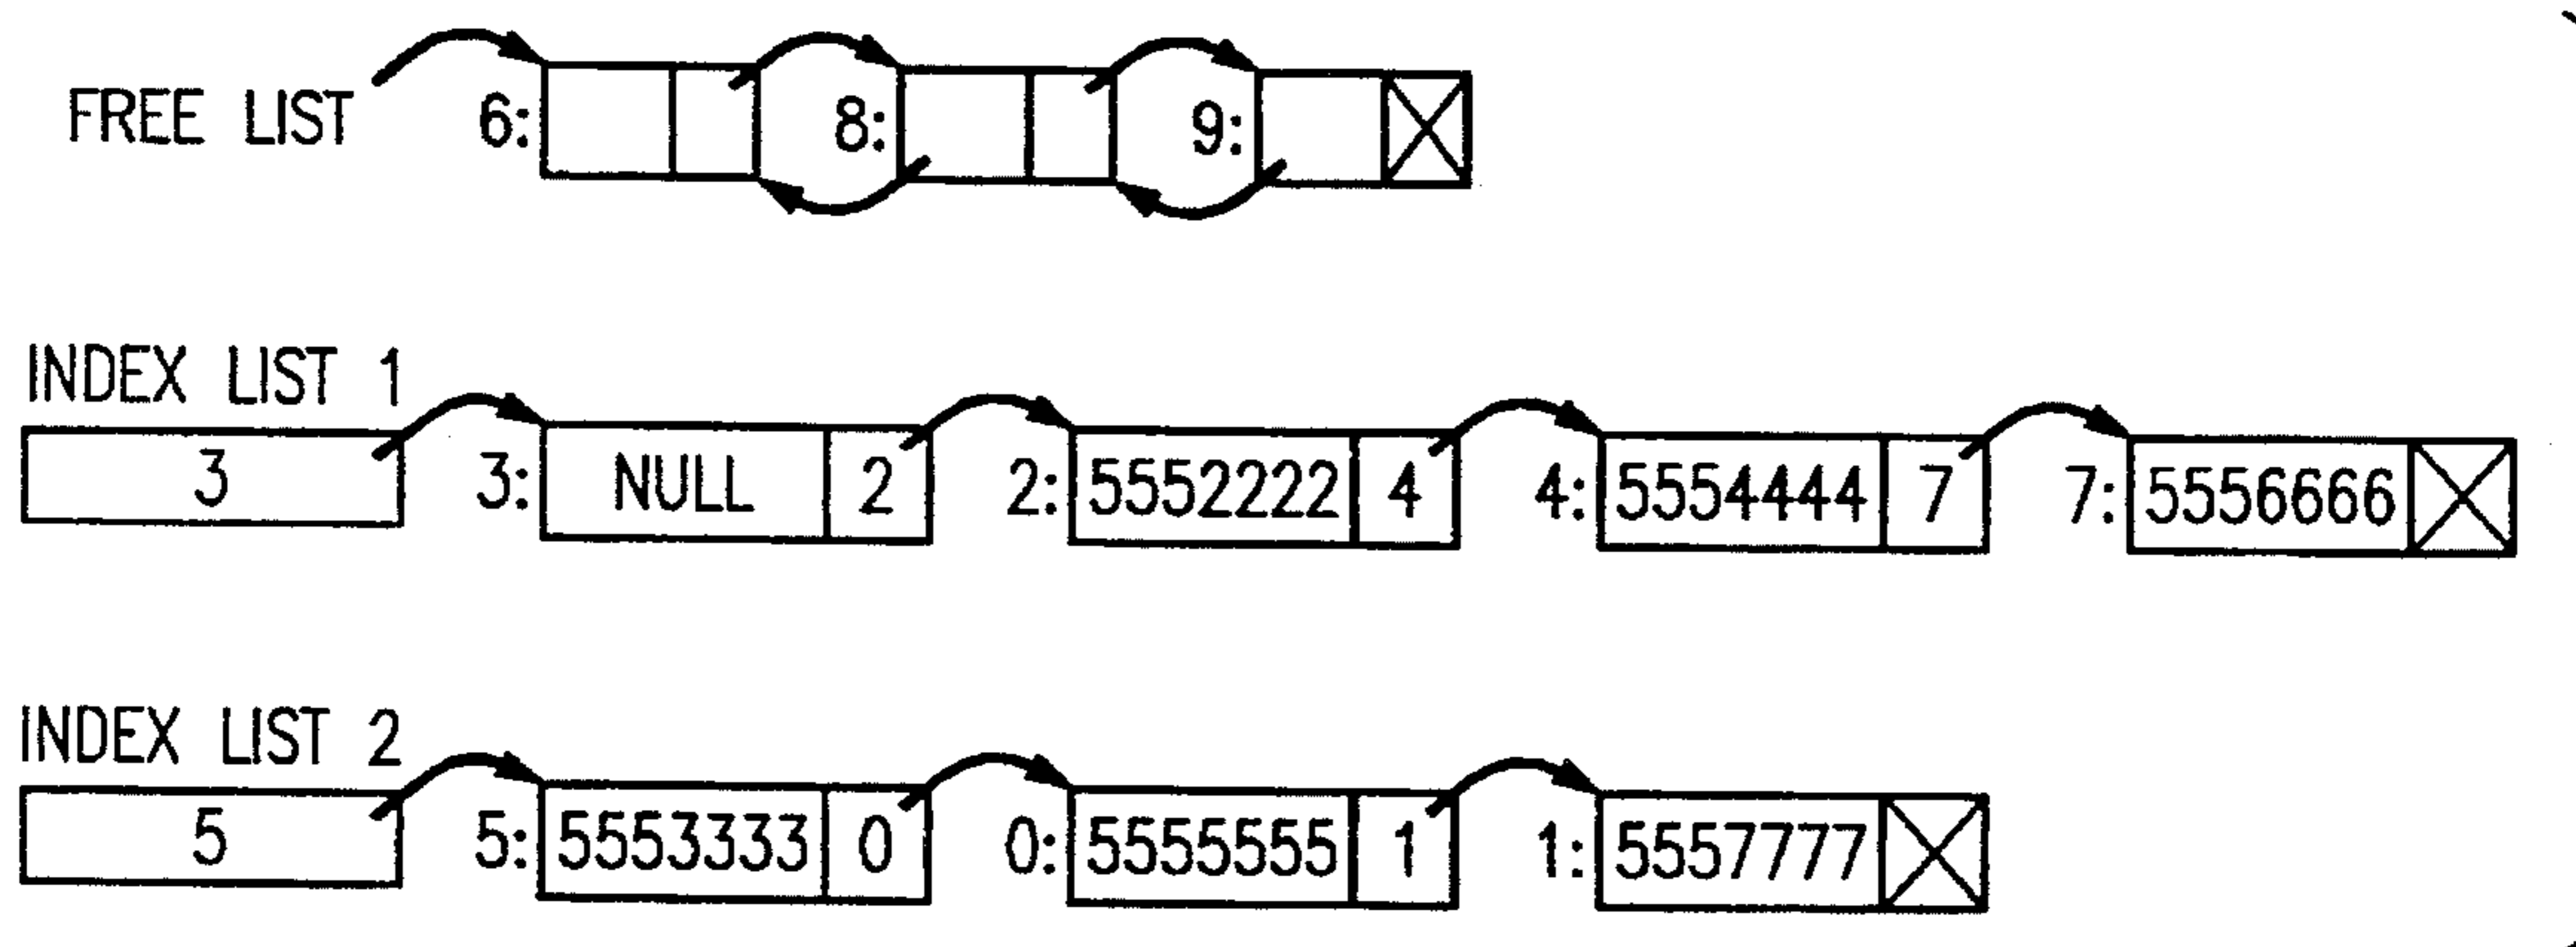 FREE LIST 6: 8: 9:
INDEX LIST 1
3 3: NULL 2 2: 5552222 4 4: 5554444 7 7: 5556666
INDEX LIST 2
5 5: 5553333 0 0: 5555555 1 1: 5557777